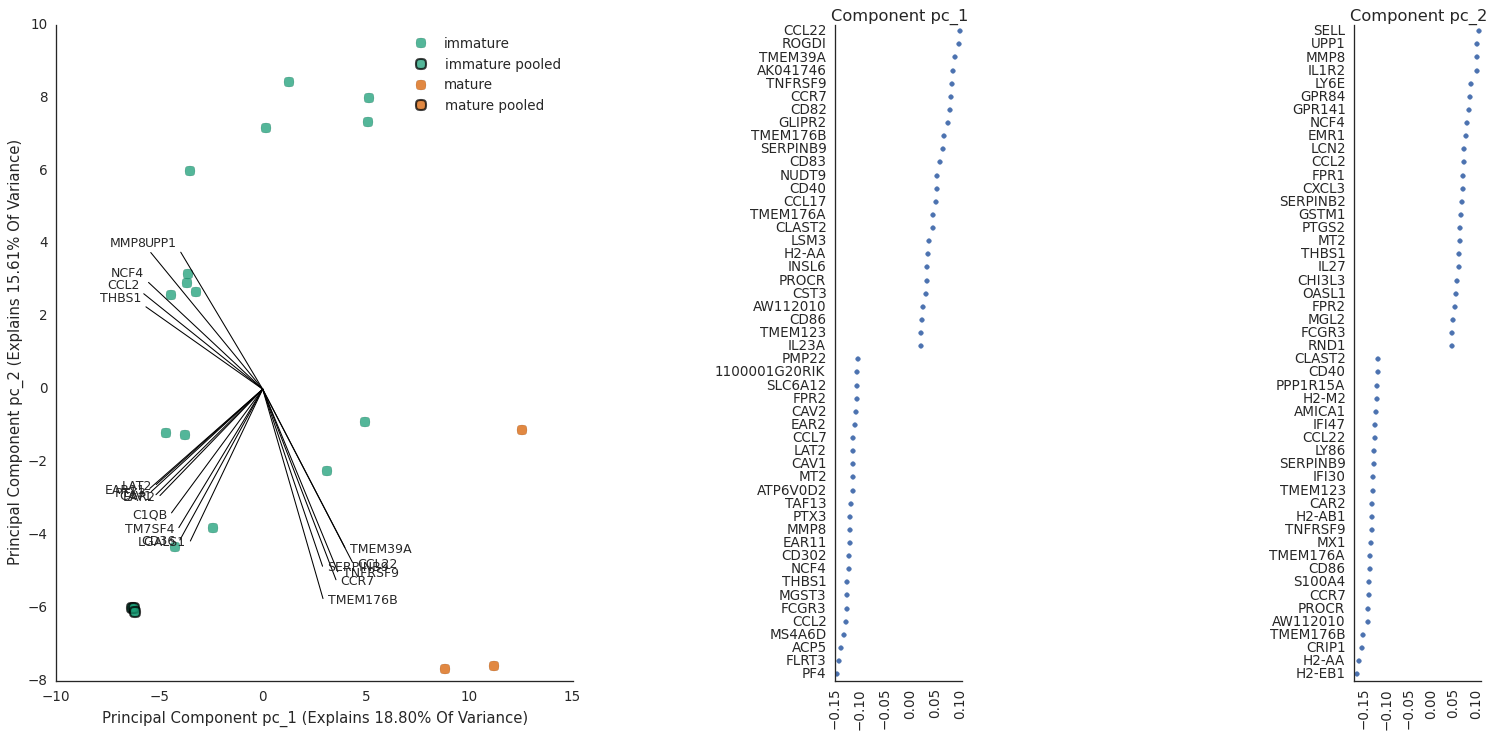 10
8
6
4
2
0
−2
−4
−6
−8
−10
−5
0
5
10
15
Principal Component pc_2 (Explains 15.61% Of Variance)
Principal Component pc_1 (Explains 18.80% Of Variance)
immature
immature pooled
mature
mature pooled
MMP8
UPP1
NCF4
CCL2
THBS1
LAT2
EAR2
C1QB
TM7SF4
CD36
LGALS1
TMEM39A
CCL22
SERPINB9
TNFRSF9
CCR7
TMEM176B
Component pc_1
CCL22
ROGDI
TMEM39A
AK041746
TNFRSF9
CCR7
CD82
GLIPR2
TMEM176B
SERPINB9
CD83
NUDT9
CD40
CCL17
TMEM176A
CLAST2
LSM3
H2-AA
INSL6
PROCR
CST3
AW112010
CD86
TMEM123
IL23A
PMP22
1100001G20RIK
SLC6A12
FPR2
CAV2
EAR2
CCL7
LAT2
CAV1
MT2
ATP6V0D2
TAF13
PTX3
MMP8
EAR11
CD302
NCF4
THBS1
MGST3
FCGR3
CCL2
MS4A6D
ACP5
FLRT3
PF4
−0.15
−0.10
−0.05
0.00
0.05
0.10
Component pc_2
SELL
UPP1
MMP8
IL1R2
LY6E
GPR84
GPR141
NCF4
EMR1
LCN2
CCL2
FPR1
CXCL3
SERPINB2
GSTM1
PTGS2
MT2
THBS1
IL27
CHI3L3
OASL1
FPR2
MGL2
FCGR3
RND1
CLAST2
CD40
PPP1R15A
H2-M2
AMICA1
IFI47
CCL22
LY86
SERPINB9
IFI30
TMEM123
CAR2
H2-AB1
TNFRSF9
MX1
TMEM176A
CD86
S100A4
CCR7
PROCR
AW112010
TMEM176B
CRIP1
H2-AA
H2-EB1
−0.15
−0.10
−0.05
0.00
0.05
0.10